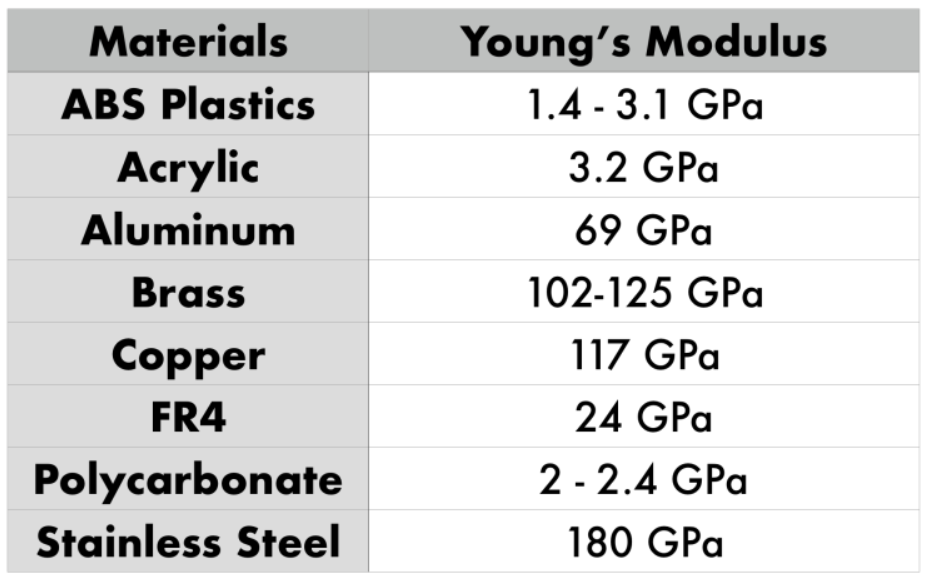 Materials Young's Modulus
ABS Plastics 1.4 - 3.1 GPa
Acrylic 3.2 GPa
Aluminum 69 GPa
Brass 102-125 GPa
Copper 117 GPa
FR4 24 GPa
Polycarbonate 2 - 2.4 GPa
Stainless Steel 180 GPa